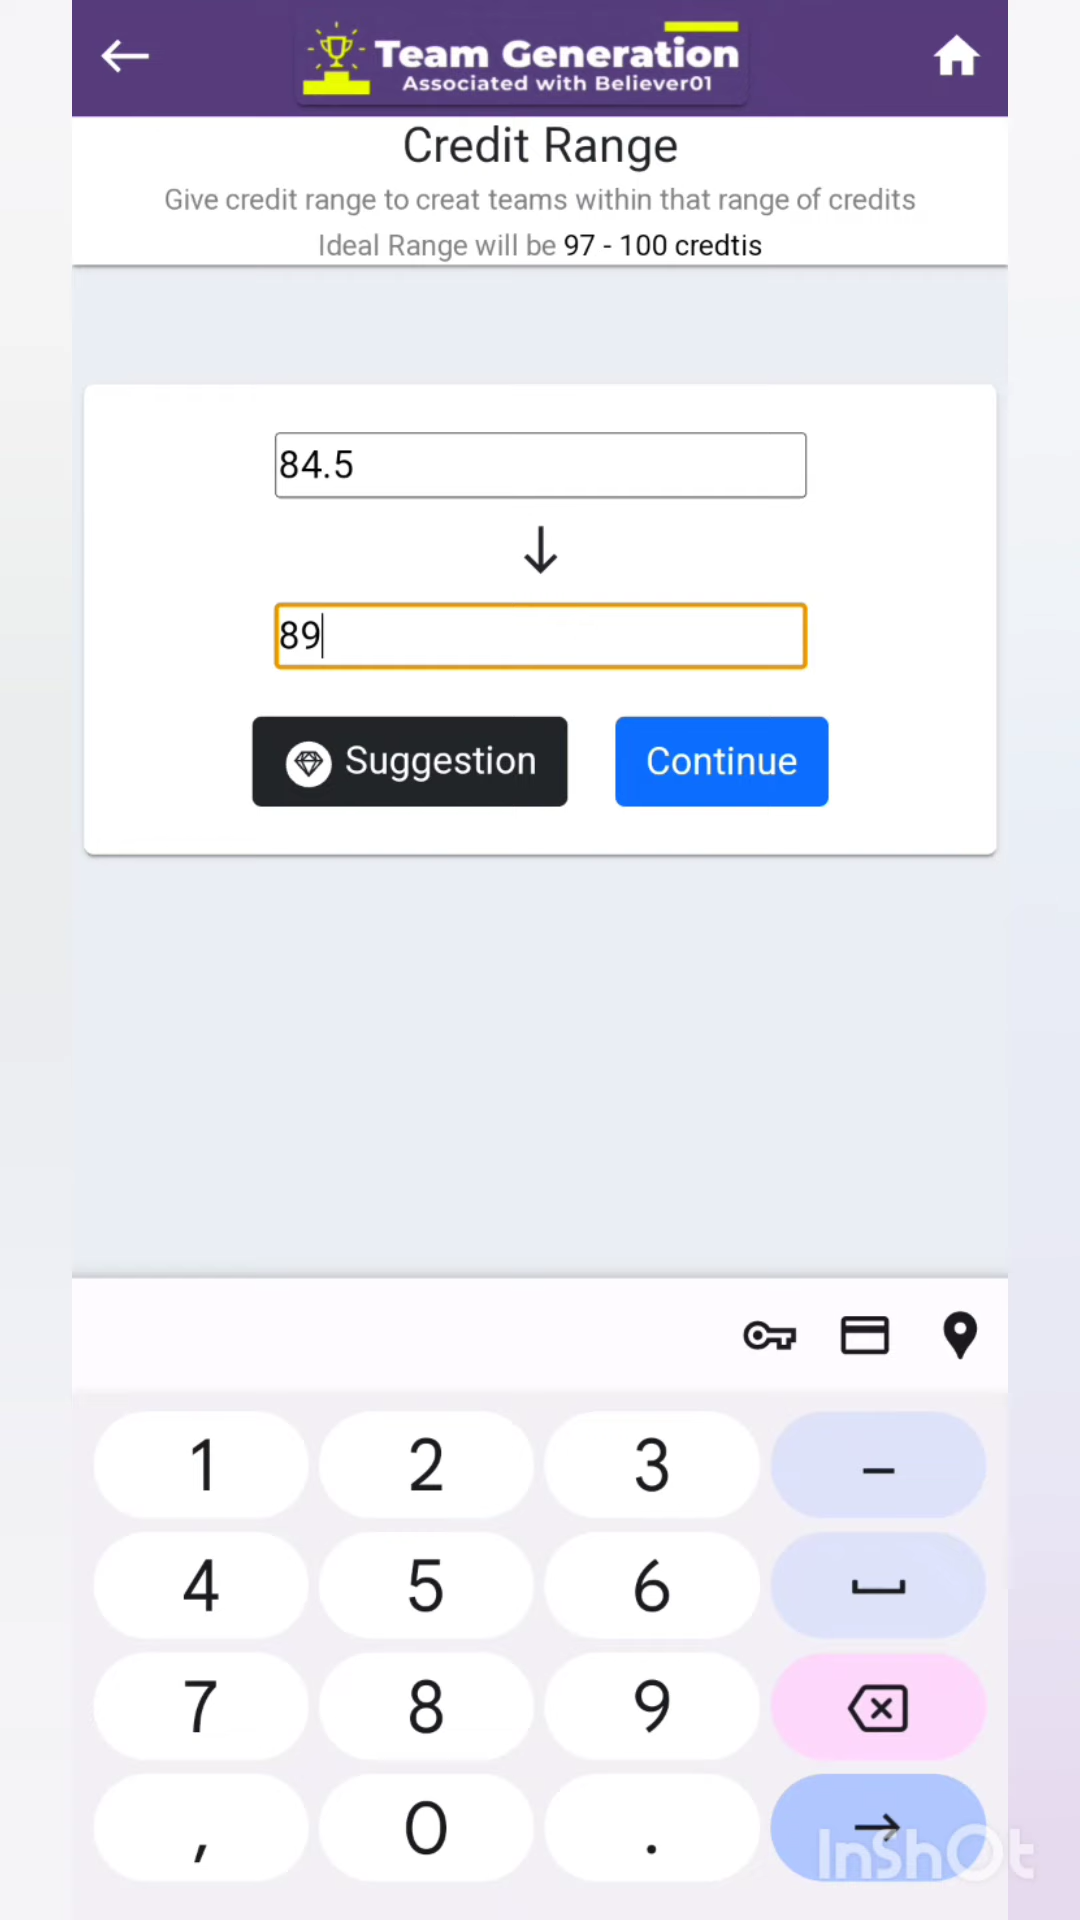 Team Generation
Associated with Believer01
Credit Range
Give credit range to creat teams within that range of credits
Ideal Range will be 97 - 100 credtis
84.5
89
Suggestion
Continue
1 2 3 –
4 5 6
7 8 9
, 0 .
InShOt